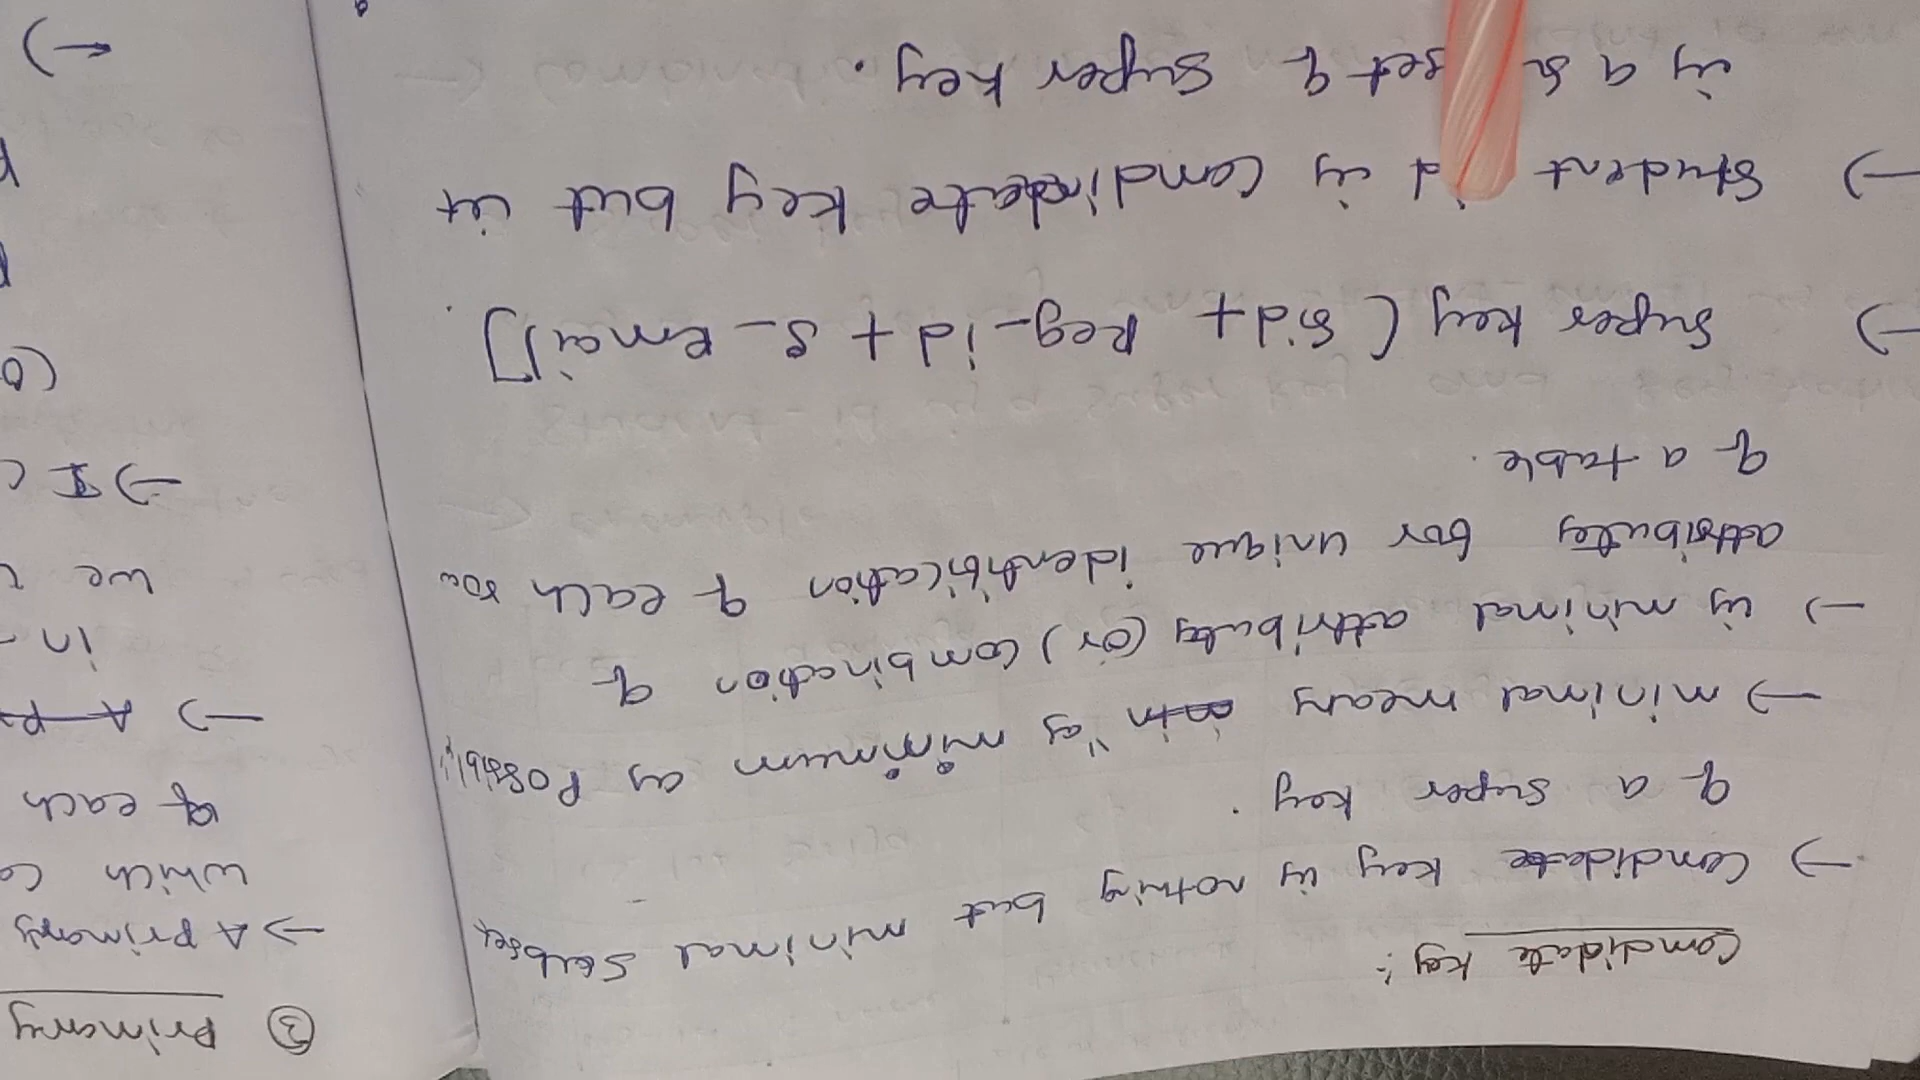 Candidate key :-
→ Candidate key is nothing but minimal subset
of a super key.
→ minimal means "as minimum as possible"
→ is minimal attributes (or) combination of
attributes for unique identification of each row
of a table.
→ Super key (Sid+ Reg-id + S-Email]
→ Student id is Candidate key but it
is a set of super key.
③ Primary
→ A primary
which
of each
→
in
we
→ I